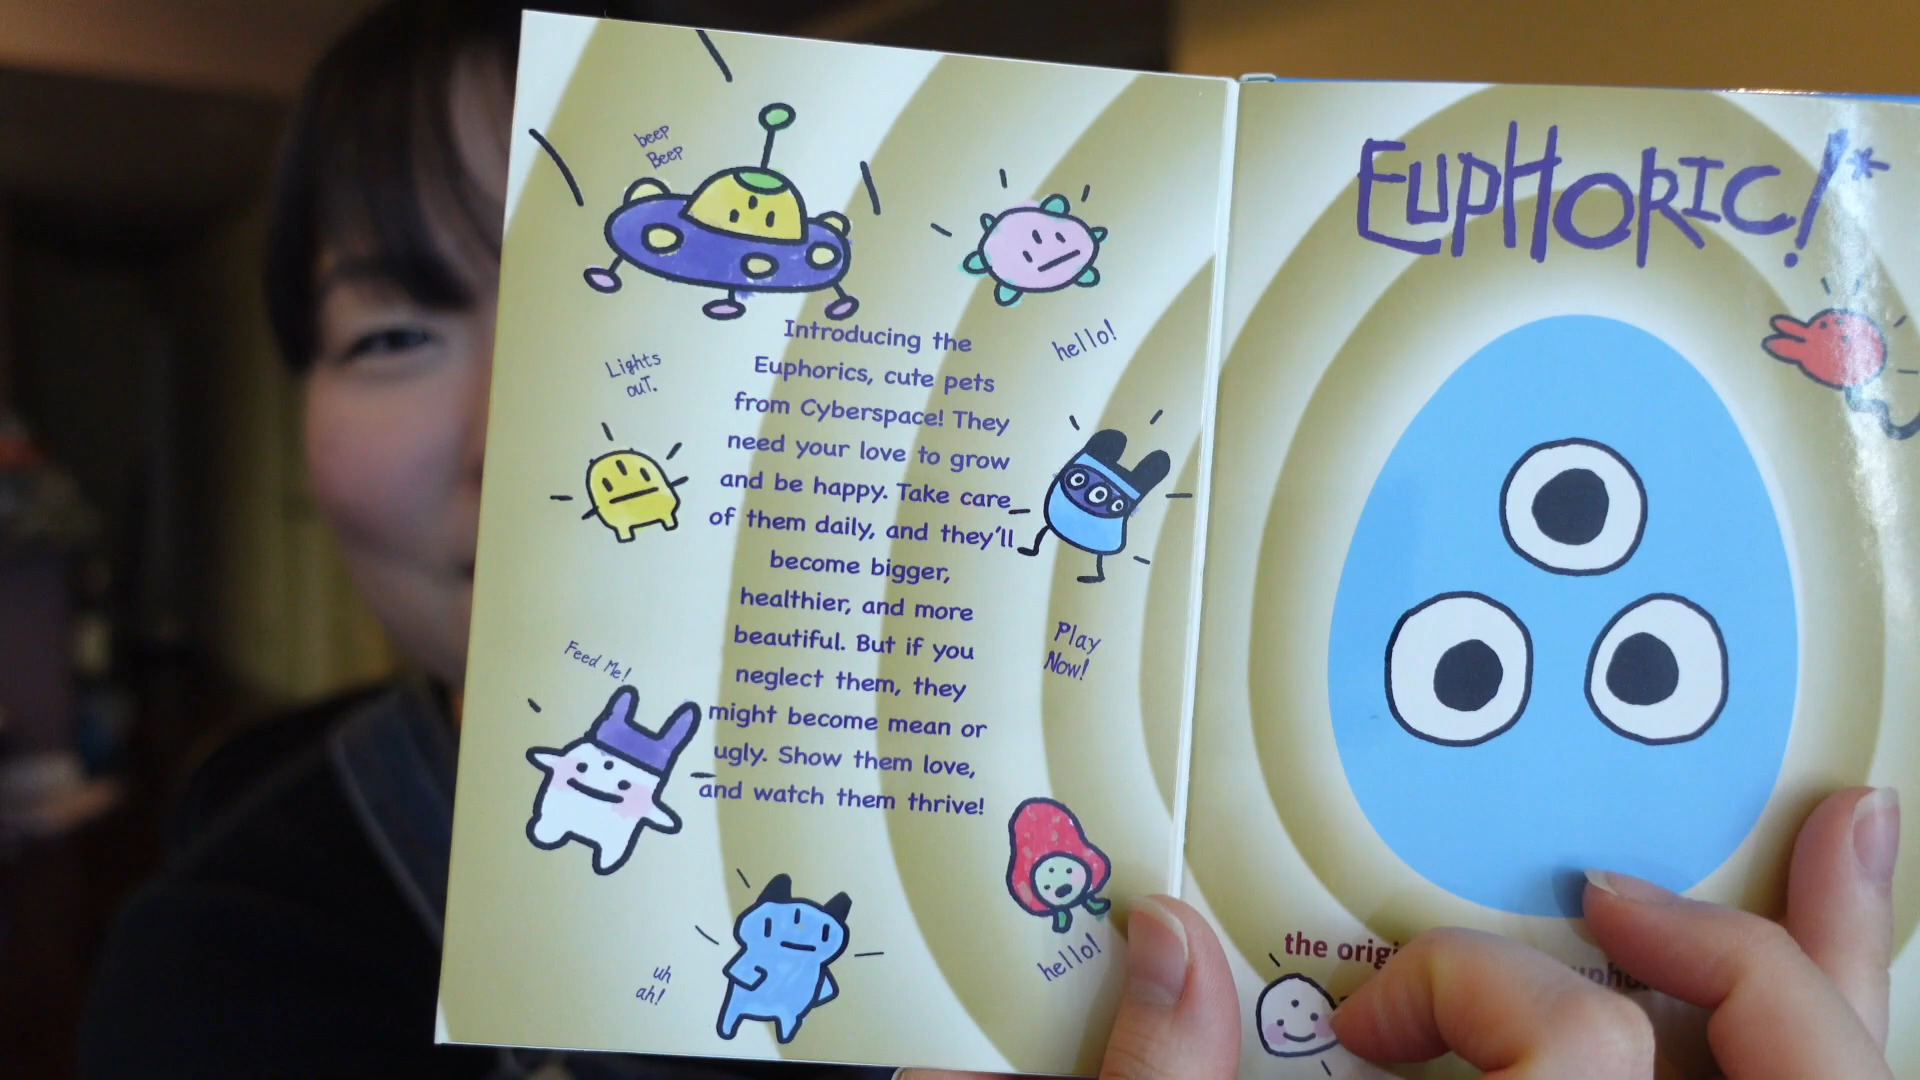 beep
Beep
Introducing the
Euphorics, cute pets
from Cyberspace! They
need your love to grow
and be happy. Take care
of them daily, and they'll
become bigger,
healthier, and more
beautiful. But if you
neglect them, they
might become mean or
ugly. Show them love,
and watch them thrive!
hello!
Lights
ouT.
Play
Now!
Feed Me!
hello!
uh
ah!
EUPHORIC!*
the